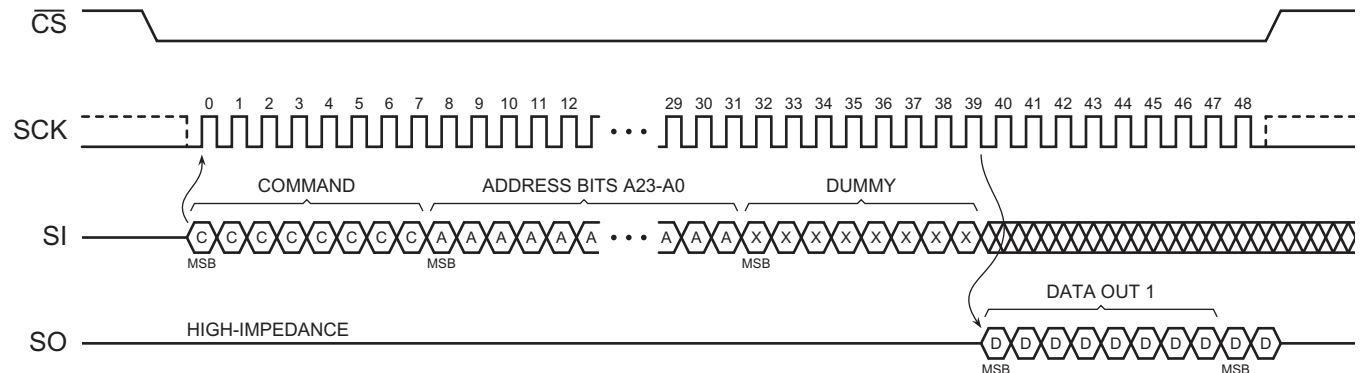 CS
0 1 2 3 4 5 6 7 8 9 10 11 12 29 30 31 32 33 34 35 36 37 38 39 40 41 42 43 44 45 46 47 48
SCK
COMMAND ADDRESS BITS A23-A0 DUMMY
SI C C C C C C C C A A A A A A A A A X X X X X X X X
MSB MSB MSB
DATA OUT 1
HIGH-IMPEDANCE
SO D D D D D D D D D D
MSB MSB